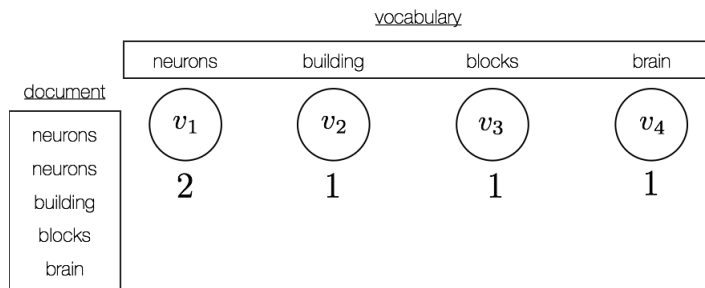 vocabulary
neurons building blocks brain
document
neurons
neurons
building
blocks
brain
v₁ v₂ v₃ v₄
2 1 1 1